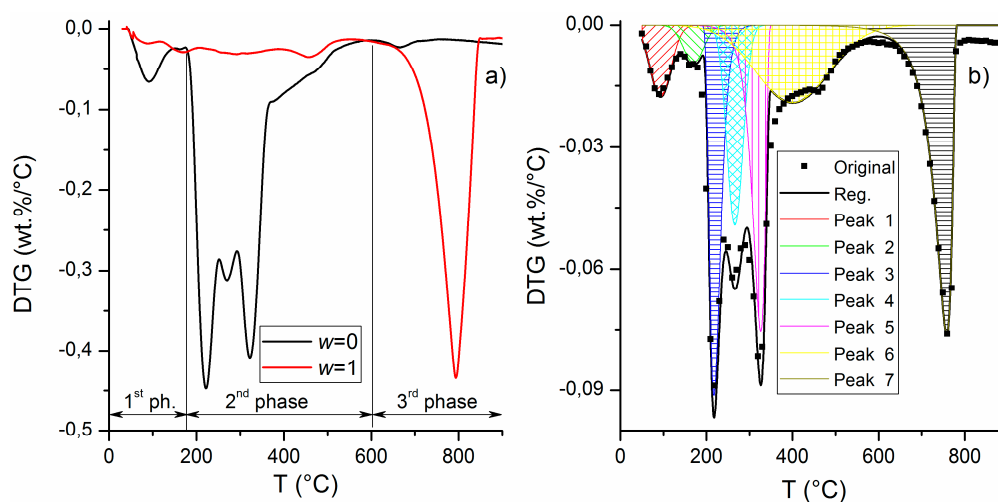 a)
DTG (wt.%/°C)
0,0
-0,1
-0,2
-0,3
-0,4
-0,5
w=0
w=1
1st ph.
2nd phase
3rd phase
0 200 400 600 800
T (°C)
b)
DTG (wt.%/°C)
0,00
-0,03
-0,06
-0,09
Original
Reg.
Peak 1
Peak 2
Peak 3
Peak 4
Peak 5
Peak 6
Peak 7
0 200 400 600 800
T (°C)